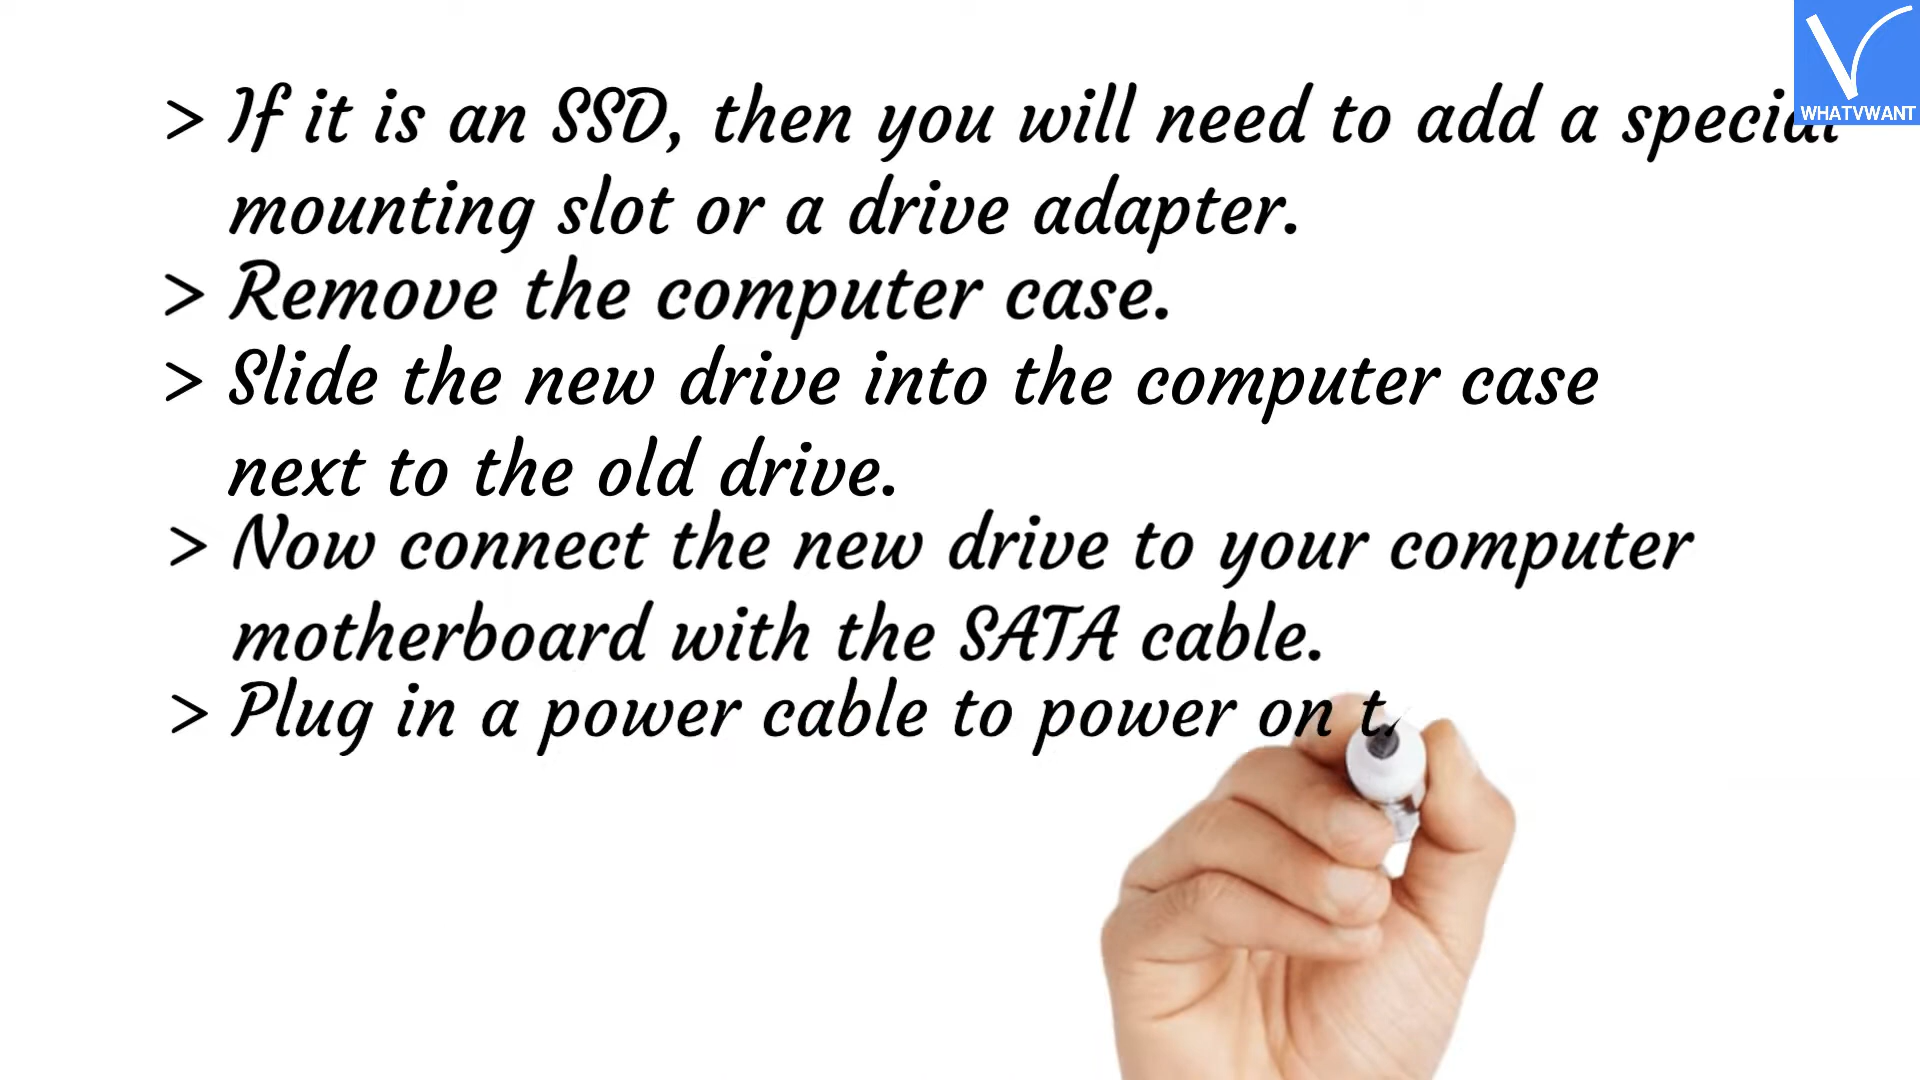 > If it is an SSD, then you will need to add a special
mounting slot or a drive adapter.
> Remove the computer case.
> Slide the new drive into the computer case
next to the old drive.
> Now connect the new drive to your computer
motherboard with the SATA cable.
> Plug in a power cable to power on t
WHATVWANT